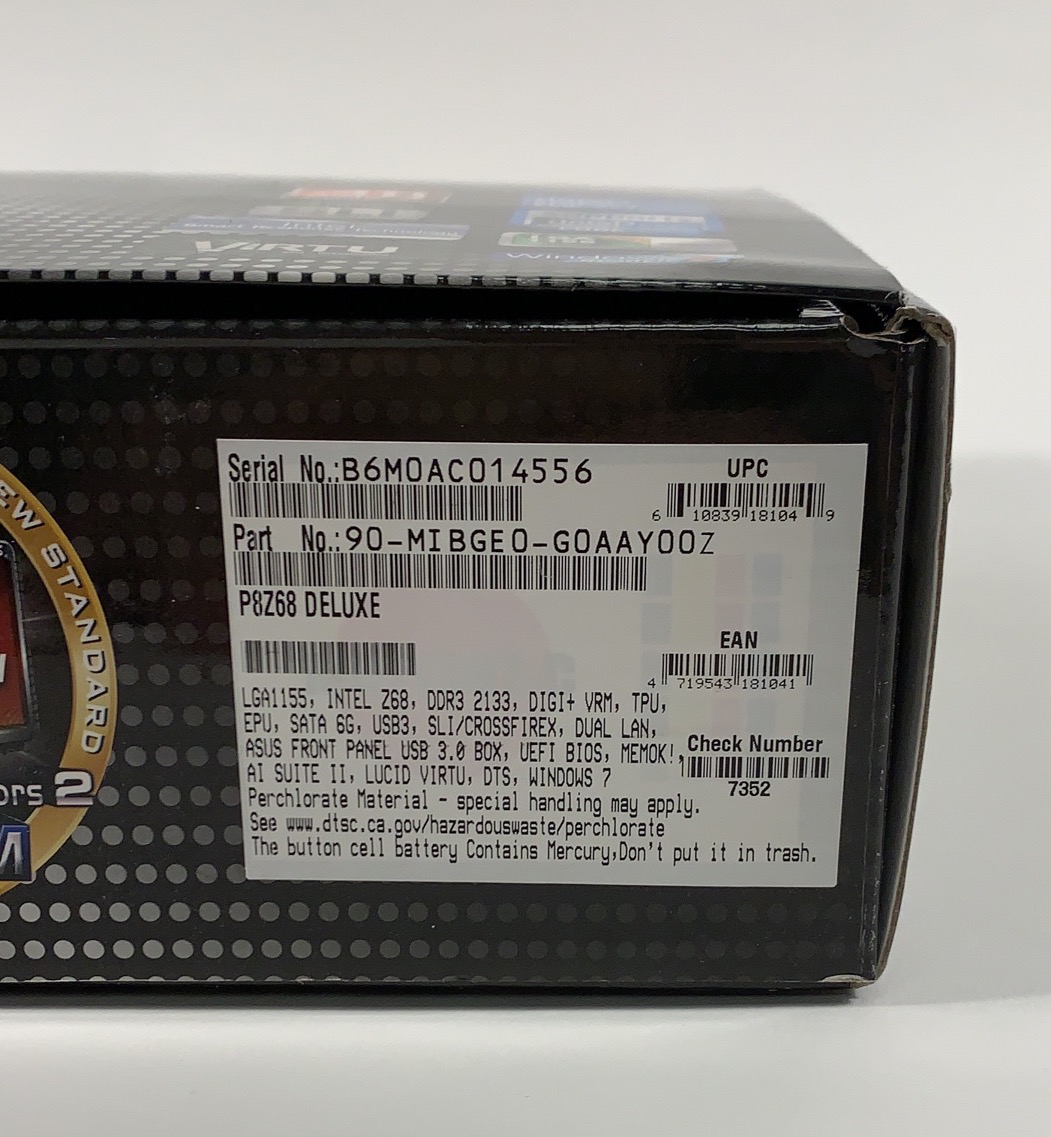 VIRTU
Windows
EW STANDARD
ors 2
Serial No.:B6M0AC014556
UPC
6 10839 18104 9
Part No.:90-MIBGE0-G0AAY00Z
P8Z68 DELUXE
EAN
4 719543 181041
LGA1155, INTEL Z68, DDR3 2133, DIGI+ VRM, TPU,
EPU, SATA 6G, USB3, SLI/CROSSFIREX, DUAL LAN,
ASUS FRONT PANEL USB 3.0 BOX, UEFI BIOS, MEMOK!,
AI SUITE II, LUCID VIRTU, DTS, WINDOWS 7
Check Number
7352
Perchlorate Material - special handling may apply.
See www.dtsc.ca.gov/hazardouswaste/perchlorate
The button cell battery Contains Mercury,Don't put it in trash.